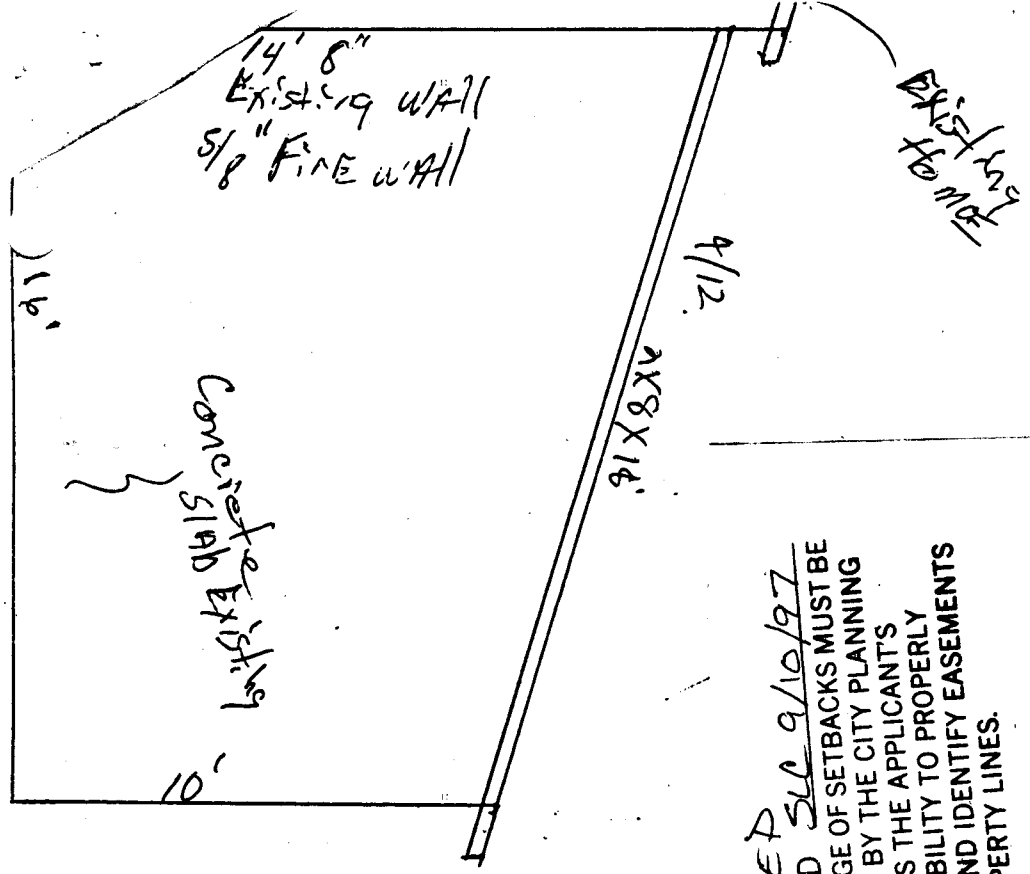 14' 8"
Existing WAll
5/8" FirE WAll
Existing
4/12
Concrete Existing
SlAb
10'
SLC 9/10/97
GE OF SETBACKS MUST BE
BY THE CITY PLANNING
S THE APPLICANT'S
BILITY TO PROPERLY
ND IDENTIFY EASEMENTS
PERTY LINES.